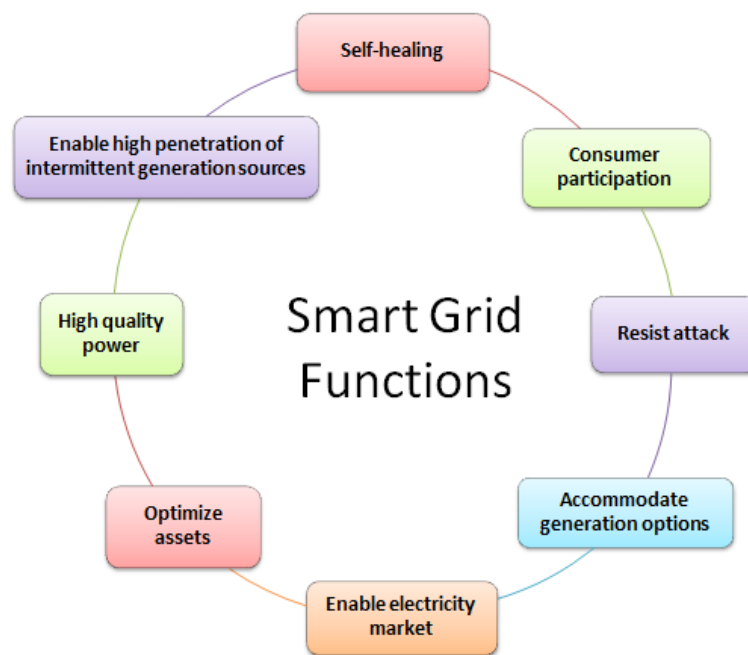 Self-healing
Consumer
participation
Resist attack
Accommodate
generation options
Enable electricity
market
Optimize
assets
High quality
power
Enable high penetration of
intermittent generation sources
Smart Grid
Functions